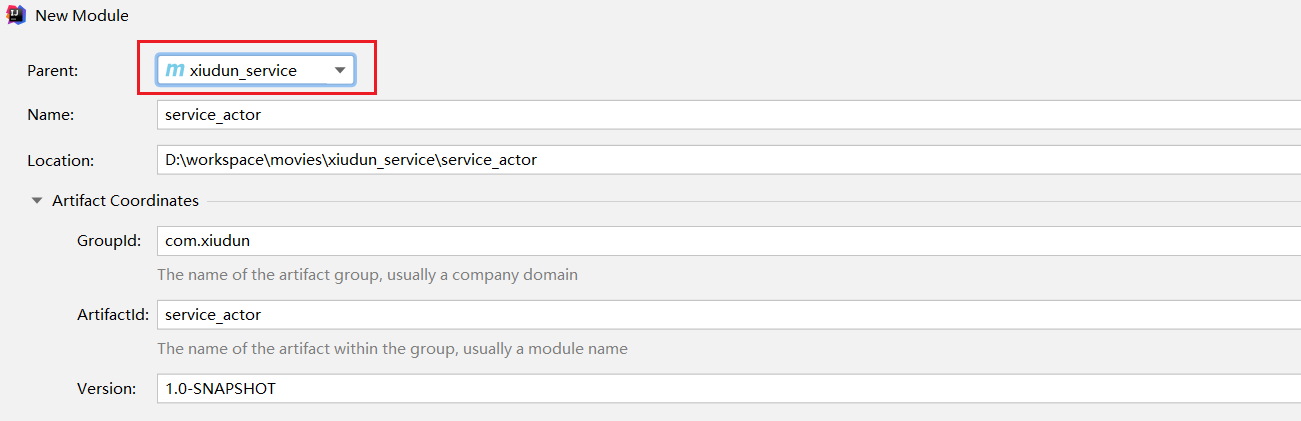 New Module
Parent: m xiudun_service
Name: service_actor
Location: D:\workspace\movies\xiudun_service\service_actor
Artifact Coordinates
GroupId: com.xiudun
The name of the artifact group, usually a company domain
ArtifactId: service_actor
The name of the artifact within the group, usually a module name
Version: 1.0-SNAPSHOT